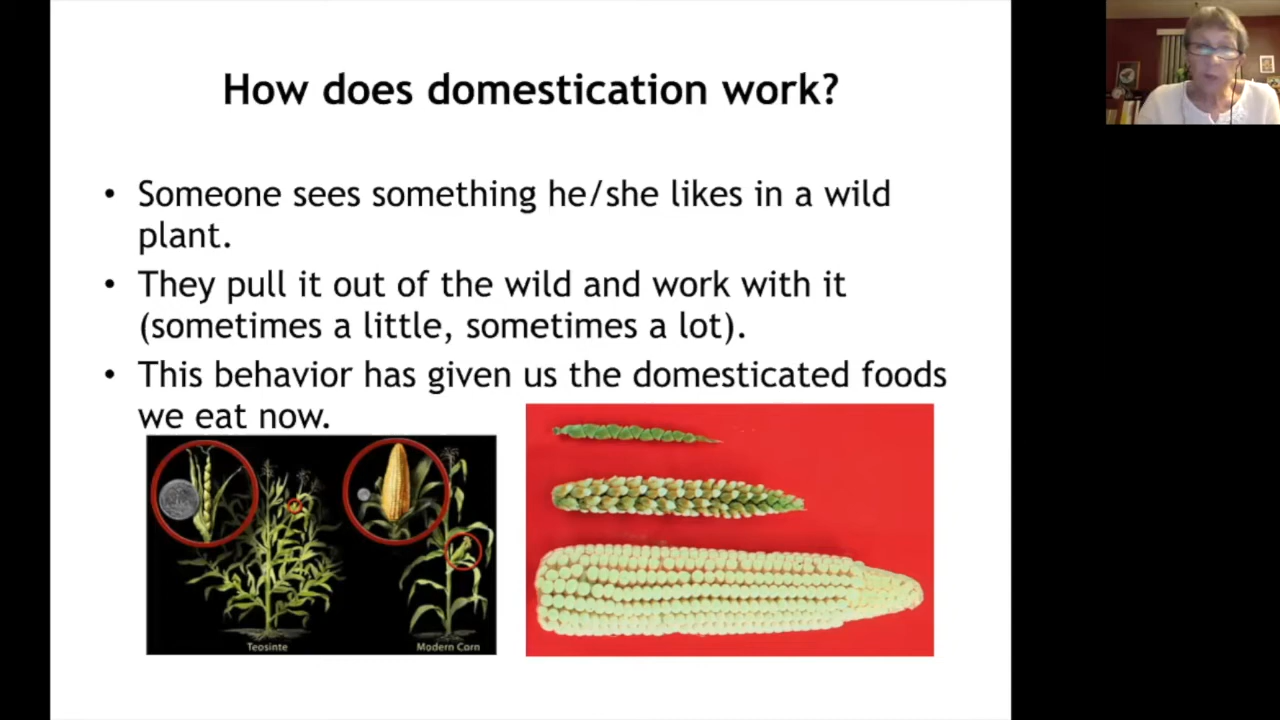 How does domestication work?
• Someone sees something he/she likes in a wild
plant.
• They pull it out of the wild and work with it
(sometimes a little, sometimes a lot).
• This behavior has given us the domesticated foods
we eat now.
Teosinte
Modern Corn